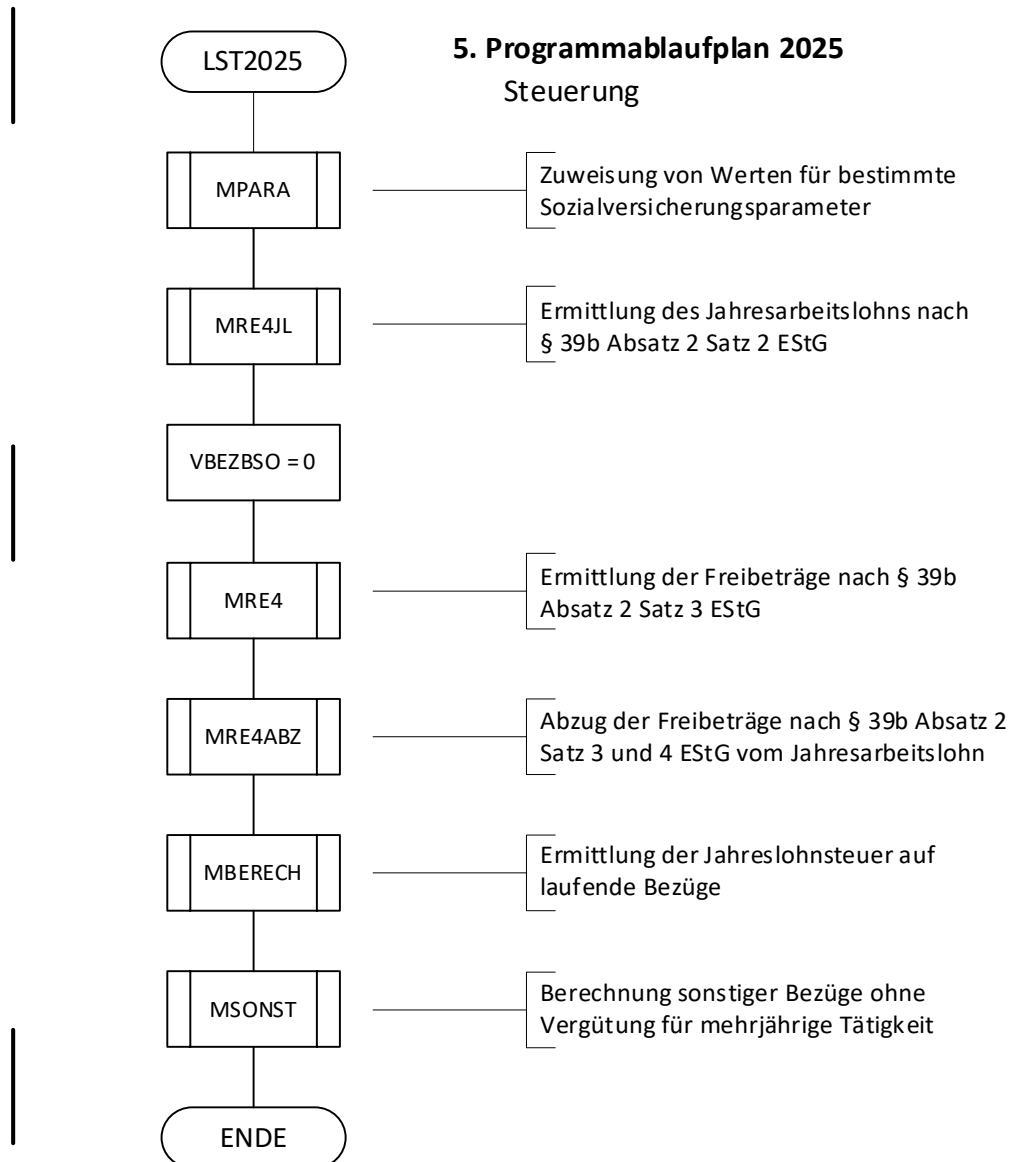 LST2025
5. Programmablaufplan 2025
Steuerung
MPARA
Zuweisung von Werten für bestimmte
Sozialversicherungsparameter
MRE4JL
Ermittlung des Jahresarbeitslohns nach
§ 39b Absatz 2 Satz 2 EStG
VBEZBSO = 0
MRE4
Ermittlung der Freibeträge nach § 39b
Absatz 2 Satz 3 EStG
MRE4ABZ
Abzug der Freibeträge nach § 39b Absatz 2
Satz 3 und 4 EStG vom Jahresarbeitslohn
MBERECH
Ermittlung der Jahreslohnsteuer auf
laufende Bezüge
MSONST
Berechnung sonstiger Bezüge ohne
Vergütung für mehrjährige Tätigkeit
ENDE